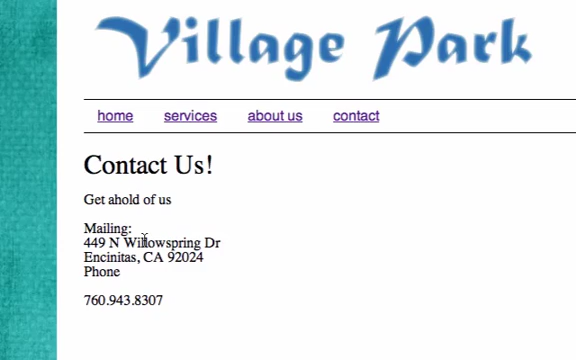 Village Park
home services about us contact
Contact Us!
Get ahold of us
Mailing:
449 N Willowspring Dr
Encinitas, CA 92024
Phone
760.943.8307